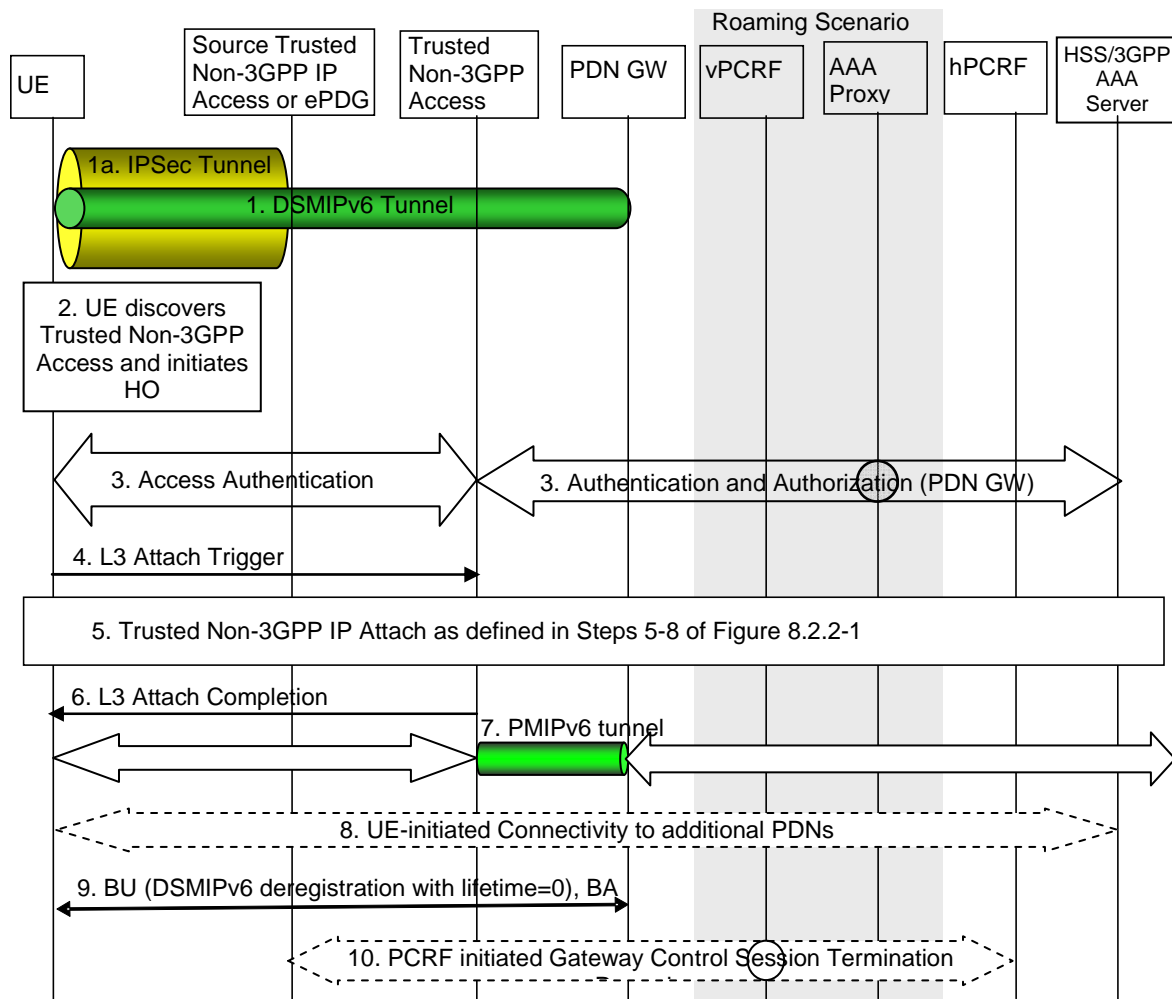 Roaming Scenario
UE
Source Trusted
Non-3GPP IP
Access or ePDG
Trusted
Non-3GPP
Access
PDN GW
vPCRF
AAA
Proxy
hPCRF
HSS/3GPP
AAA
Server
1a. IPSec Tunnel
1. DSMIPv6 Tunnel
2. UE discovers
Trusted Non-3GPP
Access and initiates
HO
3. Access Authentication
3. Authentication and Authorization (PDN GW)
4. L3 Attach Trigger
5. Trusted Non-3GPP IP Attach as defined in Steps 5-8 of Figure 8.2.2-1
6. L3 Attach Completion
7. PMIPv6 tunnel
8. UE-initiated Connectivity to additional PDNs
9. BU (DSMIPv6 deregistration with lifetime=0), BA
10. PCRF initiated Gateway Control Session Termination